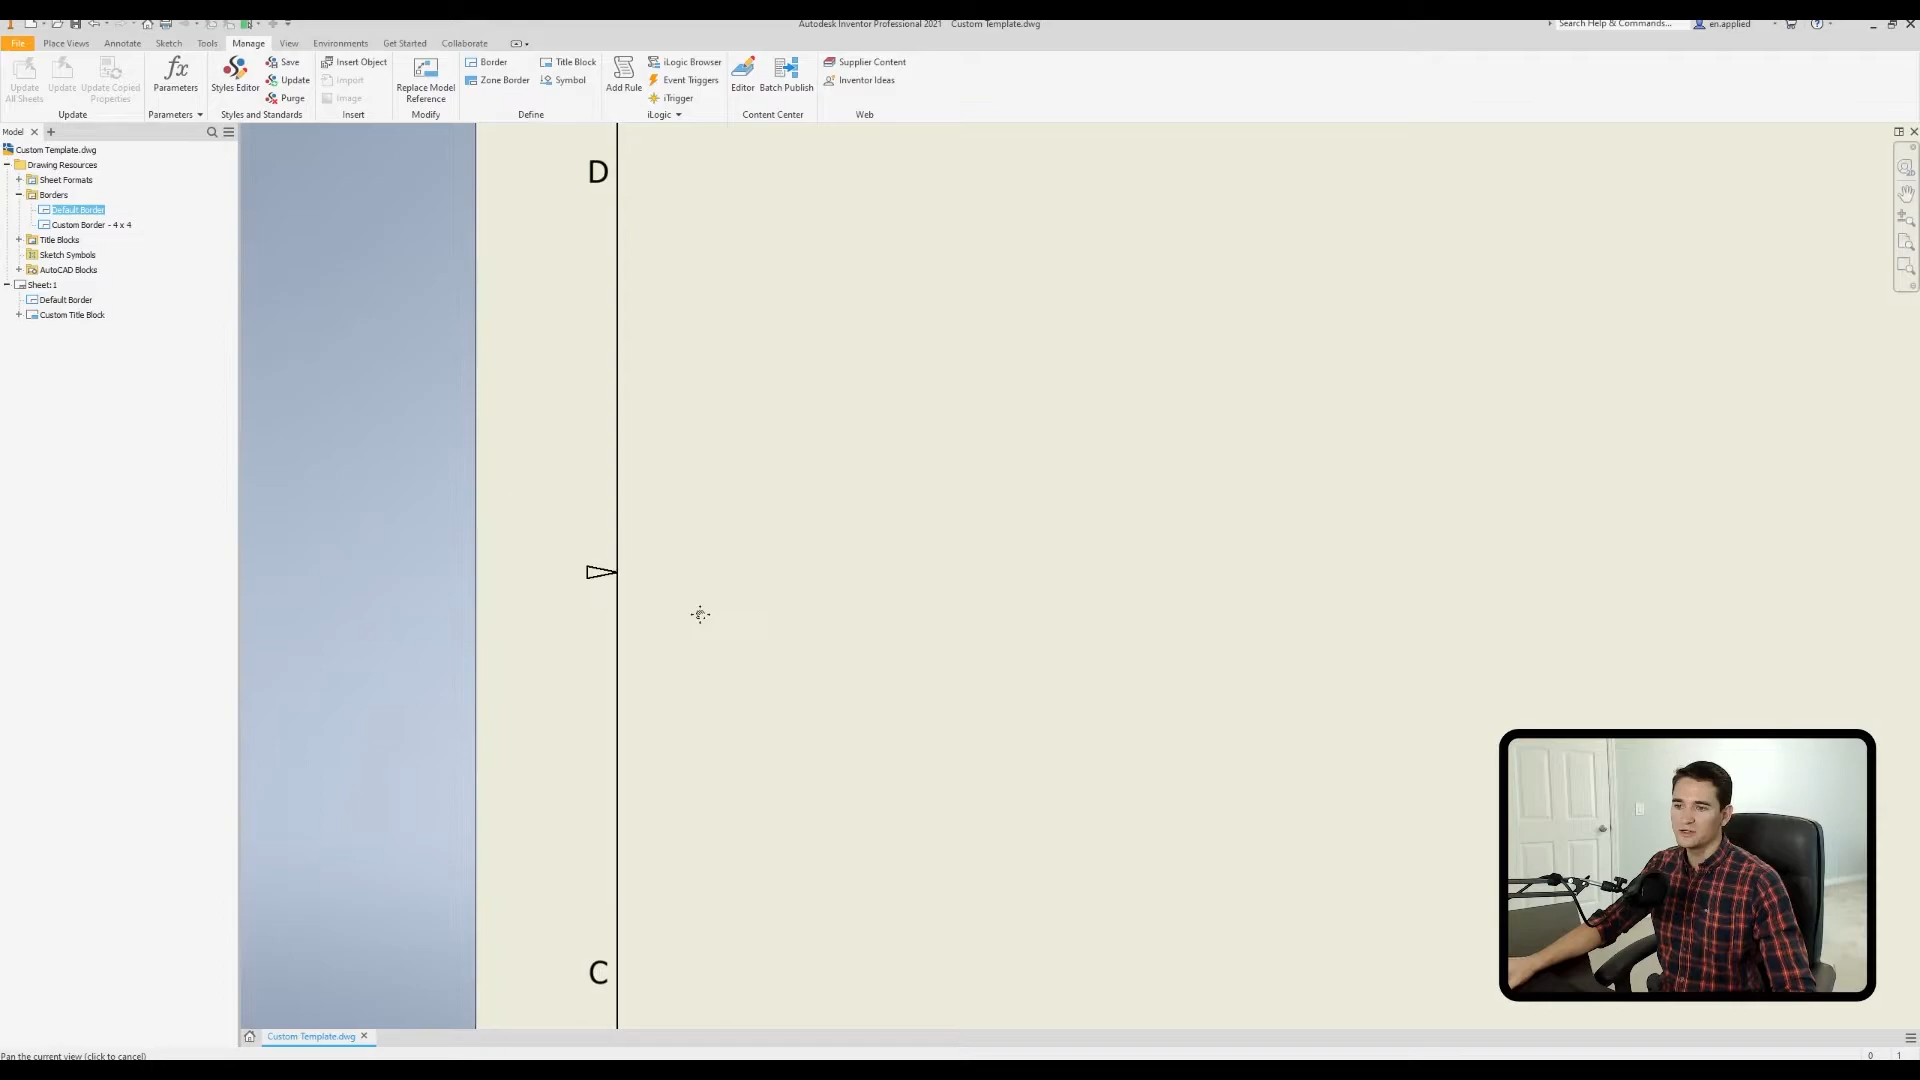 Autodesk Inventor Professional 2021 Custom Template.dwg
Search Help & Commands...
en.applied
File Place Views Annotate Sketch Tools Manage View Environments Get Started Collaborate
Update All Sheets
Update
Update Copied Properties
Update
fx
Parameters
Parameters
Styles Editor
Save
Update
Purge
Styles and Standards
Insert Object
Import
Image
Insert
Replace Model Reference
Modify
Border
Zone Border
Title Block
Symbol
Define
Add Rule
iLogic Browser
Event Triggers
iTrigger
iLogic
Editor
Batch Publish
Content Center
Supplier Content
Inventor Ideas
Web
Model
Custom Template.dwg
Drawing Resources
Sheet Formats
Borders
Default Border
Custom Border - 4 x 4
Title Blocks
Sketch Symbols
AutoCAD Blocks
Sheet:1
Default Border
Custom Title Block
D
C
Custom Template.dwg
Pan the current view (click to cancel)
0 1